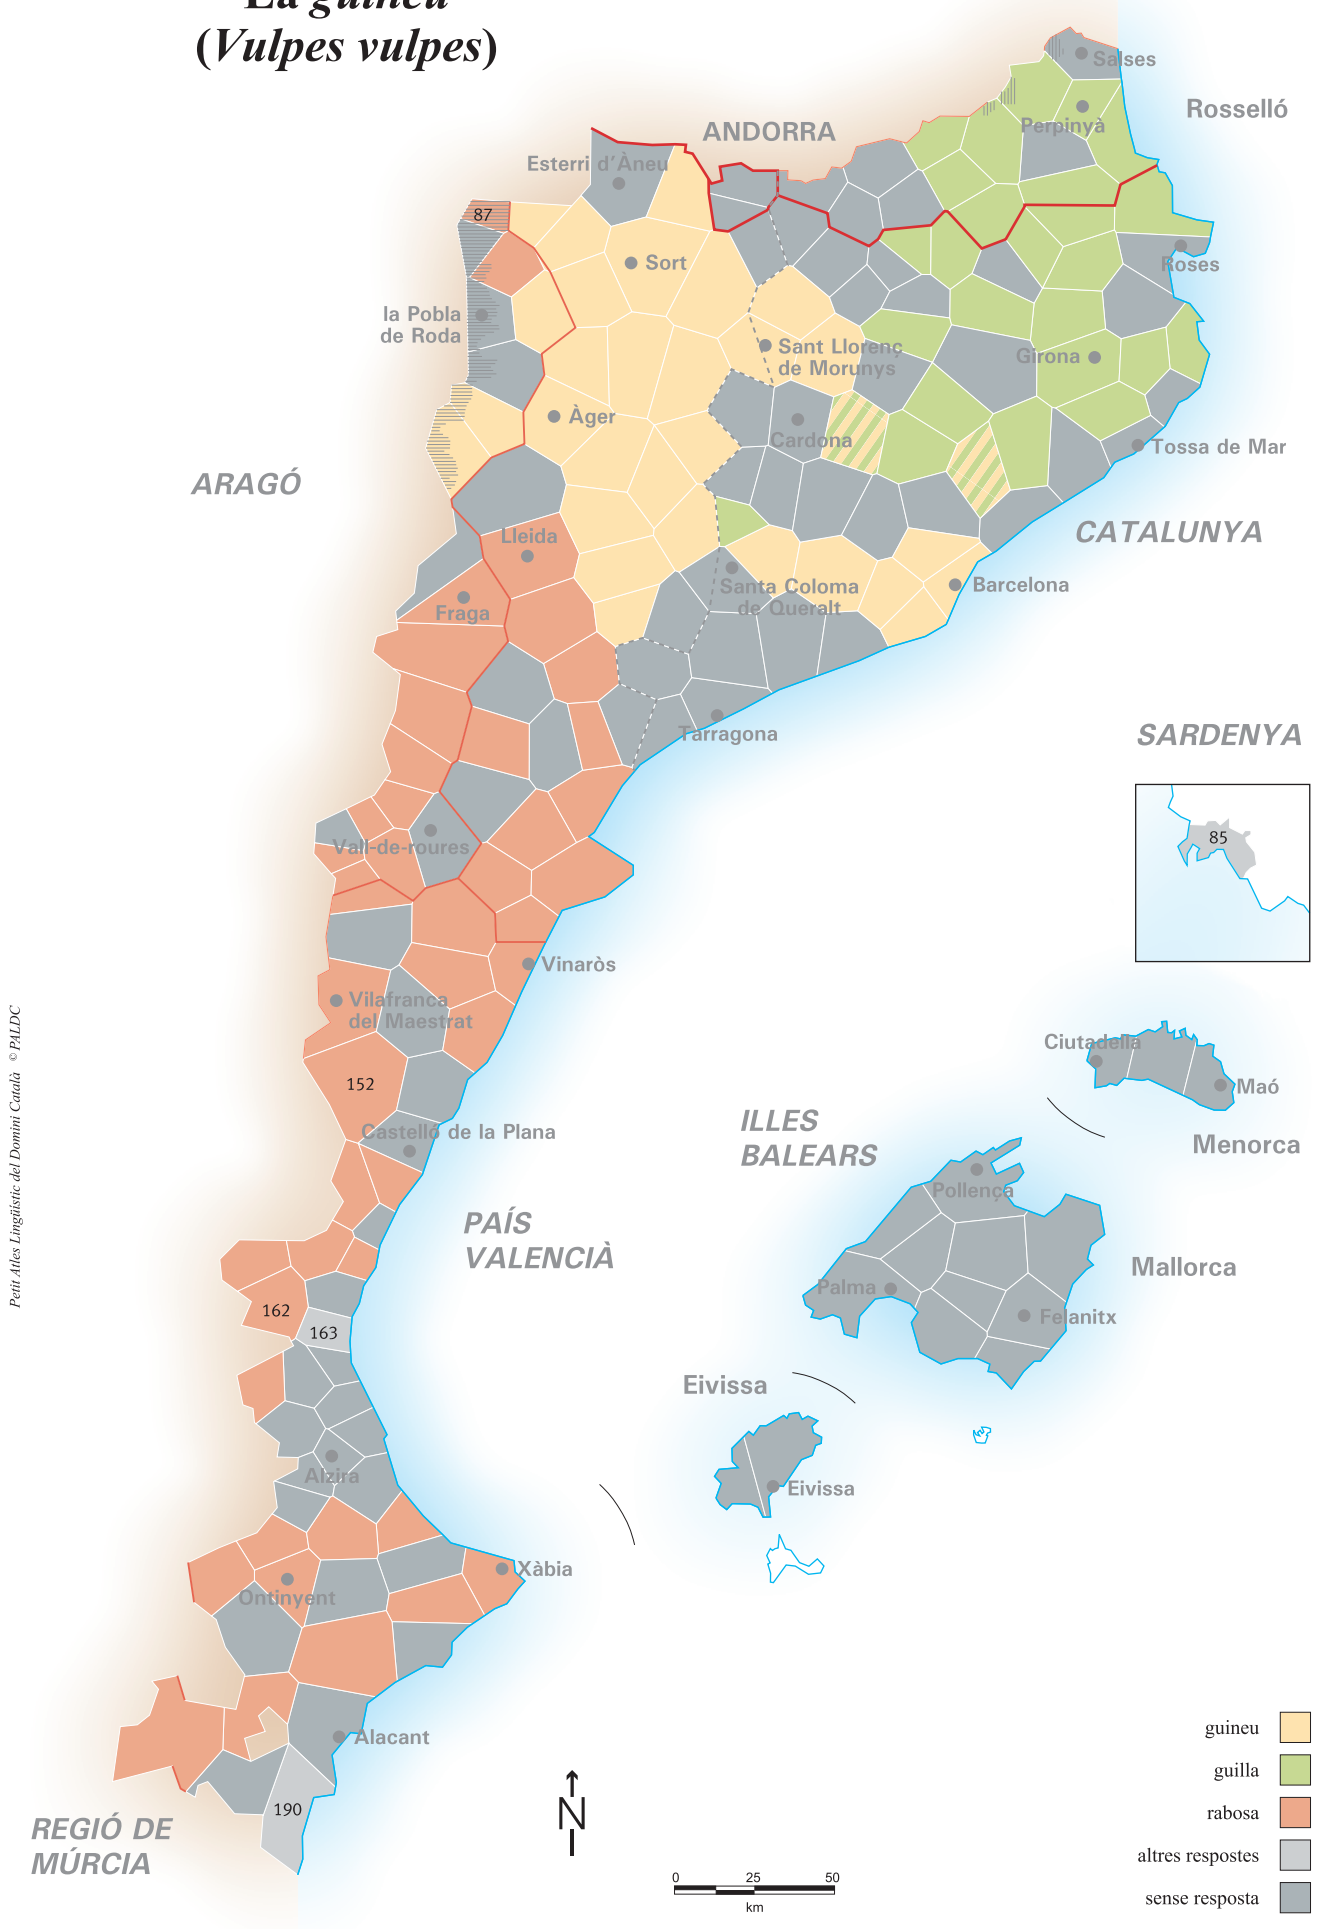 La guineu
(Vulpes vulpes)
Salses
Rosselló
Perpinyà
ANDORRA
Esterri d'Àneu
87
Sort
Roses
la Pobla
de Roda
Sant Llorenç
de Morunys
Girona
Àger
Cardona
Tossa de Mar
ARAGÓ
CATALUNYA
Lleida
Santa Coloma
de Queralt
Barcelona
Fraga
Tarragona
SARDENYA
85
Vall-de-roures
Vinaròs
Vilafranca
del Maestrat
152
Ciutadella
Maó
Menorca
Castelló de la Plana
ILLES
BALEARS
Pollença
PAÍS
VALENCIÀ
Mallorca
Palma
Felanitx
162
163
Eivissa
Alzira
Eivissa
Xàbia
Ontinyent
Alacant
190
REGIÓ DE
MÚRCIA
N
0 25 50
km
guineu
guilla
rabosa
altres respostes
sense resposta
Petit Atles Lingüístic del Domini Català © PALDC